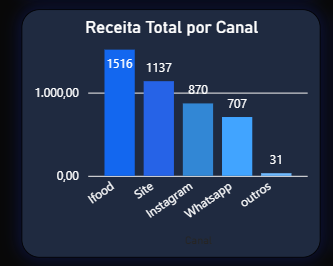 Receita Total por Canal
1516
1137
870
707
31
1.000,00
0,00
Ifood
Site
Instagram
Whatsapp
outros